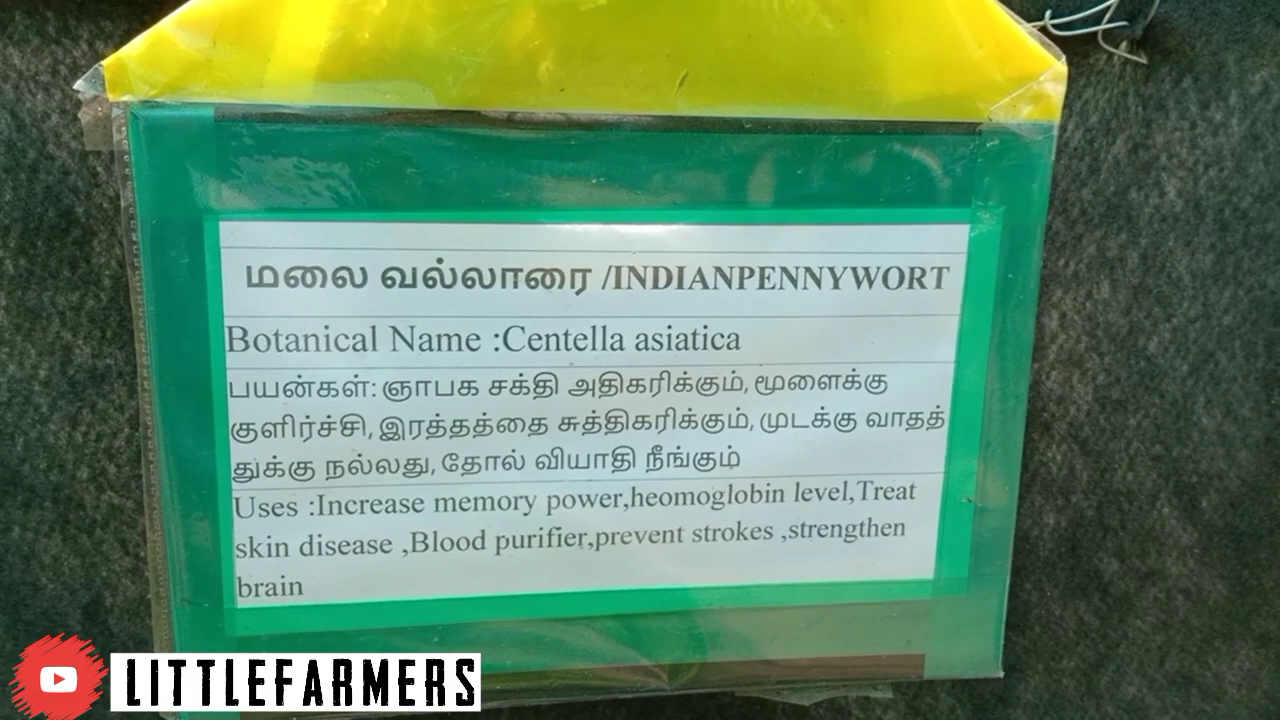 மலை வல்லாரை /INDIANPENNYWORT
Botanical Name :Centella asiatica
பயன்கள்: ஞாபக சக்தி அதிகரிக்கும், மூளைக்கு
குளிர்ச்சி, இரத்தத்தை சுத்திகரிக்கும், முடக்கு வாதத்
துக்கு நல்லது, தோல் வியாதி நீங்கும்
Uses :Increase memory power,heomoglobin level,Treat
skin disease ,Blood purifier,prevent strokes ,strengthen
brain
LITTLEFARMERS